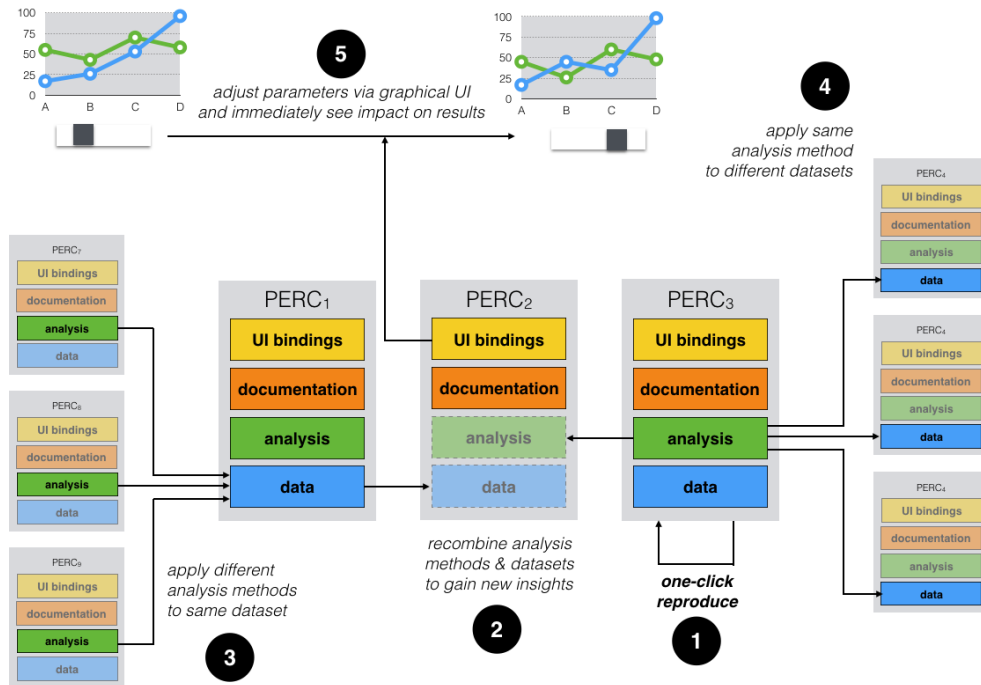 100
75
50
25
0
A
B
C
D
5
adjust parameters via graphical UI
and immediately see impact on results
100
75
50
25
0
A
B
C
D
4
apply same
analysis method
to different datasets
PERC₇
UI bindings
documentation
analysis
data
PERC₈
UI bindings
documentation
analysis
data
PERC₉
UI bindings
documentation
analysis
data
PERC₁
UI bindings
documentation
analysis
data
PERC₂
UI bindings
documentation
analysis
data
PERC₃
UI bindings
documentation
analysis
data
PERC₄
UI bindings
documentation
analysis
data
PERC₄
UI bindings
documentation
analysis
data
PERC₄
UI bindings
documentation
analysis
data
apply different
analysis methods
to same dataset
3
recombine analysis
methods & datasets
to gain new insights
2
one-click
reproduce
1